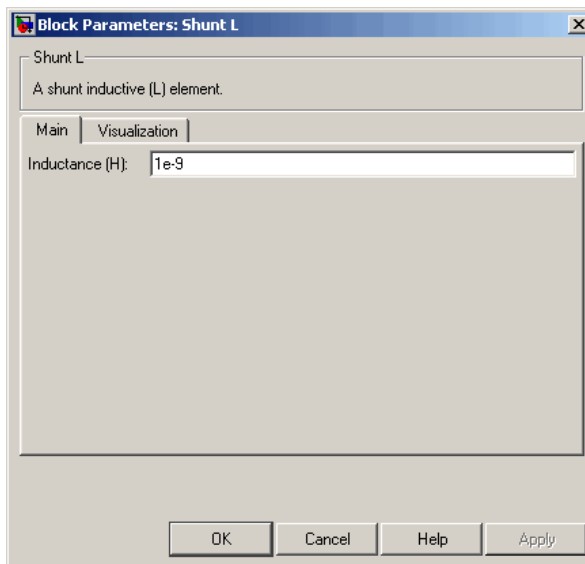 Block Parameters: Shunt L
Shunt L
A shunt inductive (L) element.
Main Visualization
Inductance (H): 1e-9
OK Cancel Help Apply